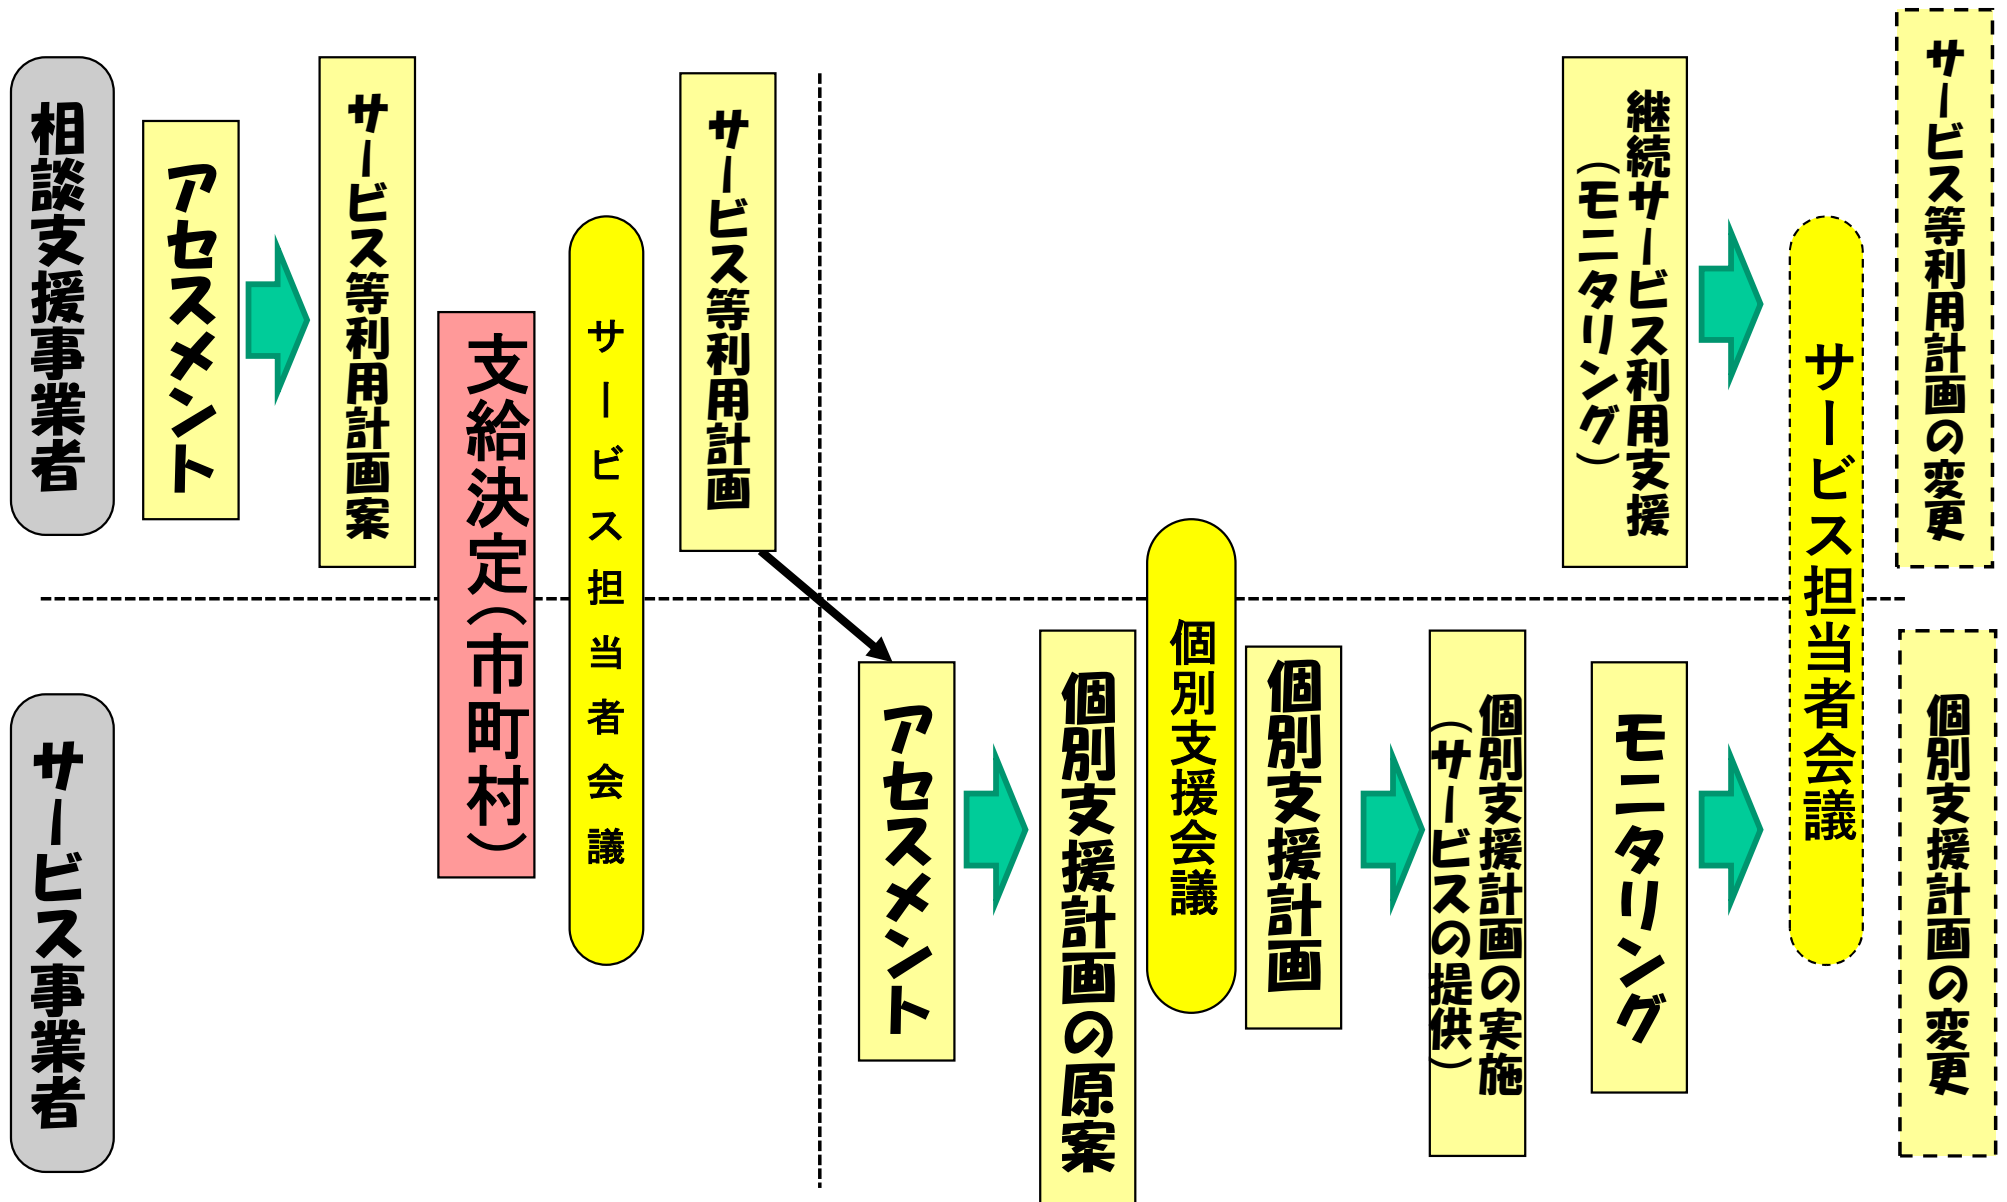 相談支援事業者
アセスメント
サービス等利用計画案
支給決定（市町村）
サービス担当者会議
サービス等利用計画
継続サービス利用支援
（モニタリング）
サービス担当者会議
サービス等利用計画の変更
サービス事業者
アセスメント
個別支援計画の原案
個別支援会議
個別支援計画
個別支援計画の実施
（サービスの提供）
モニタリング
個別支援計画の変更